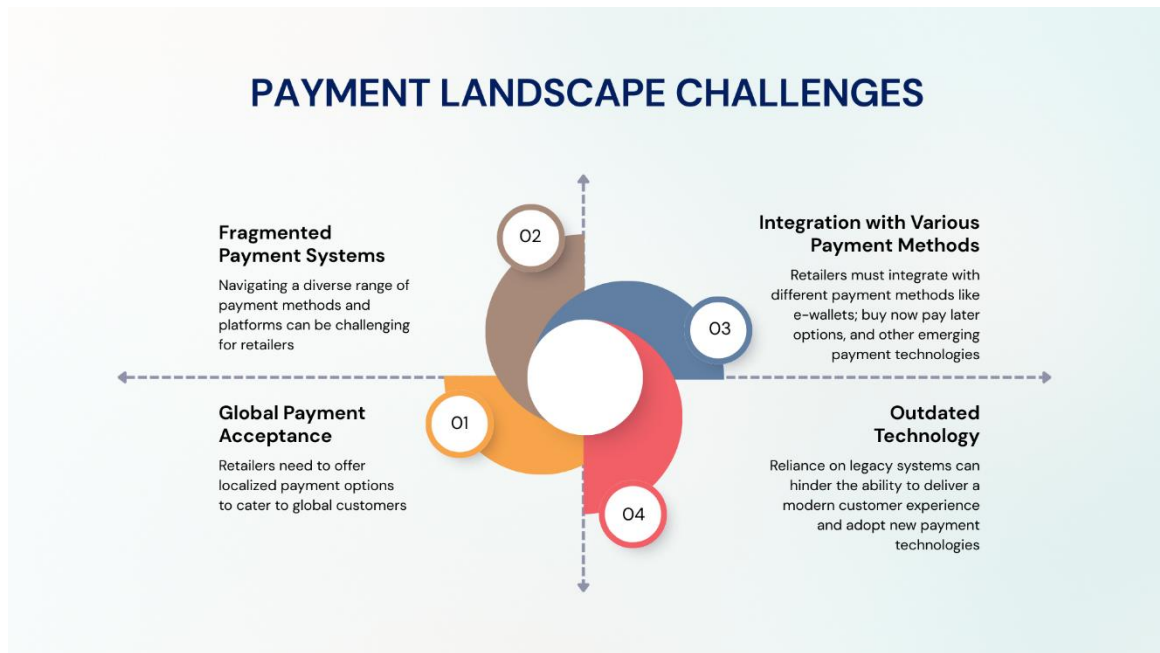 PAYMENT LANDSCAPE CHALLENGES
Fragmented
Payment Systems
Navigating a diverse range of
payment methods and
platforms can be challenging
for retailers
02
Integration with Various
Payment Methods
Retailers must integrate with
different payment methods like
e-wallets; buy now pay later
options, and other emerging
payment technologies
03
Global Payment
Acceptance
Retailers need to offer
localized payment options
to cater to global customers
01
Outdated
Technology
Reliance on legacy systems can
hinder the ability to deliver a
modern customer experience
and adopt new payment
technologies
04